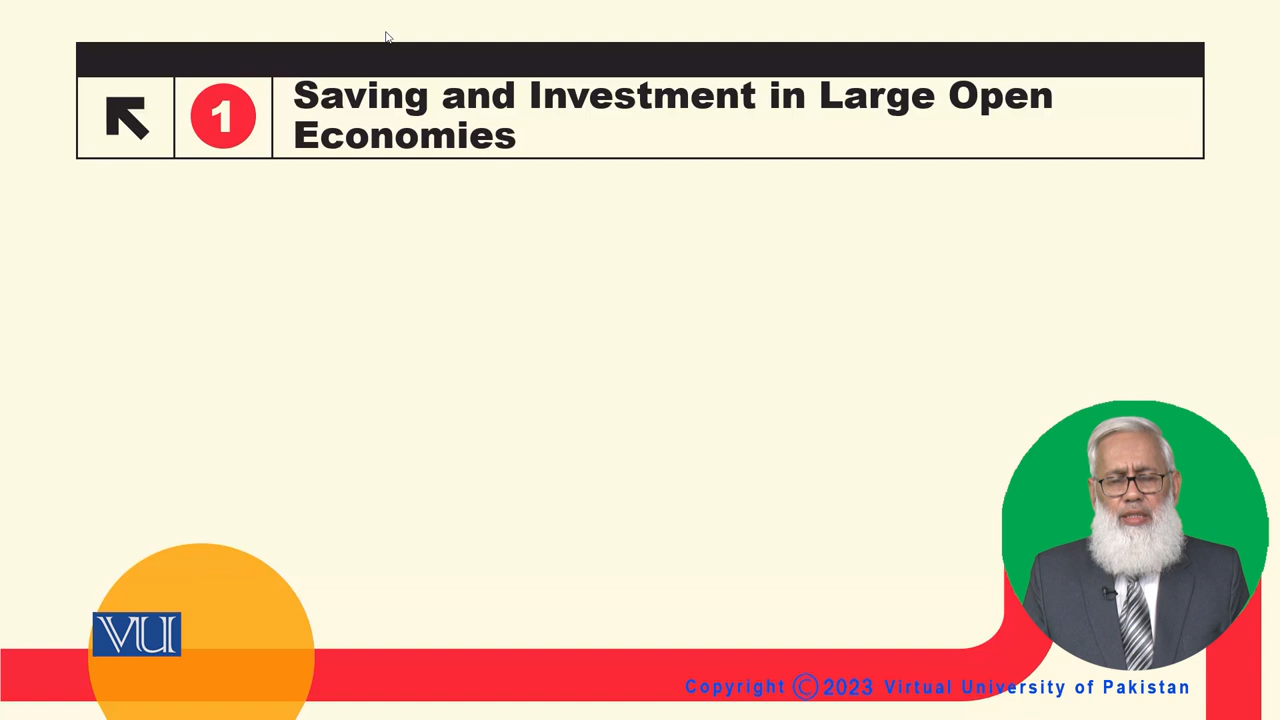 1
Saving and Investment in Large Open
Economies
VU
Copyright ©2023 Virtual University of Pakistan